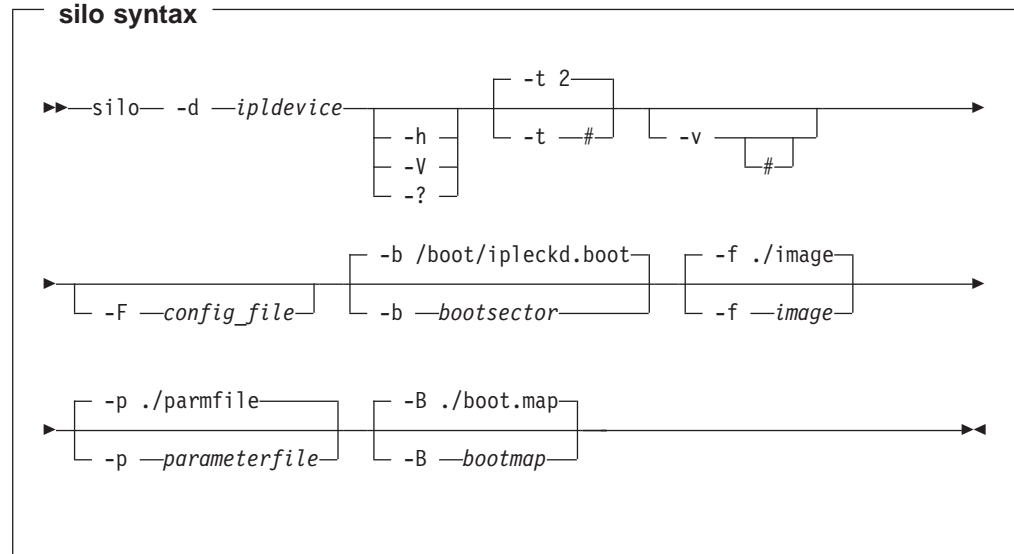 silo syntax
-t 2
silo -d ipldevice
-h -t # -v
-V #
-?
-b /boot/ipleckd.boot -f ./image
-F config_file -b bootsector -f image
-p ./parmfile -B ./boot.map
-p parameterfile -B bootmap